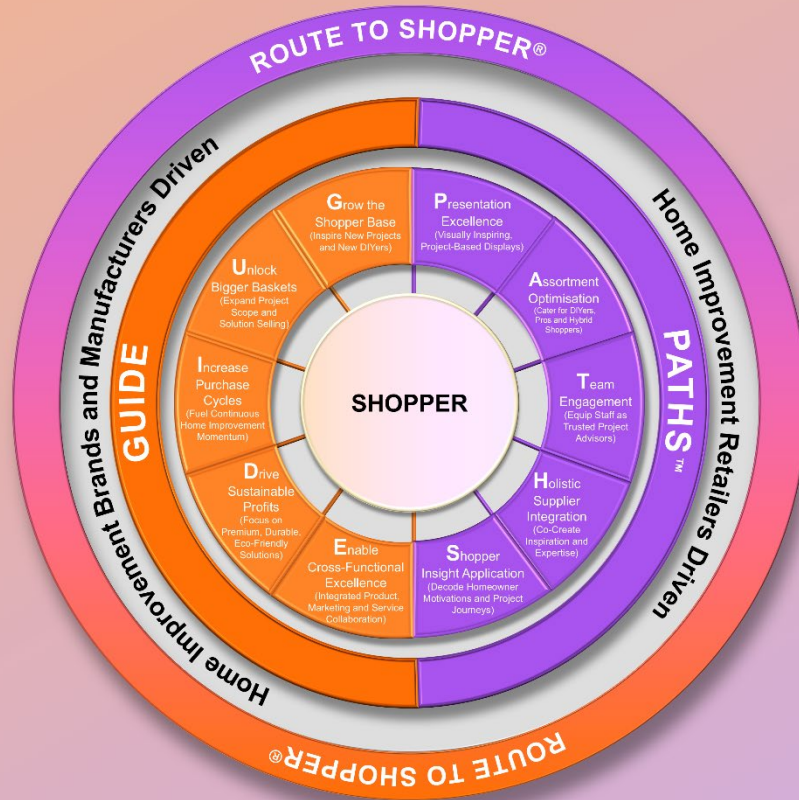 ROUTE TO SHOPPER®
Home Improvement Brands and Manufacturers Driven
Home Improvement Retailers Driven
GUIDE
PATHS™
Grow the
Shopper Base
(Inspire New Projects
and New DIYers)
Unlock
Bigger Baskets
(Expand Project
Scope and
Solution Selling)
Increase
Purchase
Cycles
(Fuel Continuous
Home Improvement
Momentum)
Drive
Sustainable
Profits
(Focus on
Premium, Durable,
Eco-Friendly
Solutions)
Enable
Cross-Functional
Excellence
(Integrated Product,
Marketing and Service
Collaboration)
Presentation
Excellence
(Visually Inspiring,
Project-Based Displays)
Assortment
Optimisation
(Cater for DIYers,
Pros and Hybrid
Shoppers)
Team
Engagement
(Equip Staff as
Trusted Project
Advisors)
Holistic
Supplier
Integration
(Co-Create
Inspiration and
Expertise)
Shopper
Insight Application
(Decode Homeowner
Motivations and Project
Journeys)
SHOPPER
ROUTE TO SHOPPER®